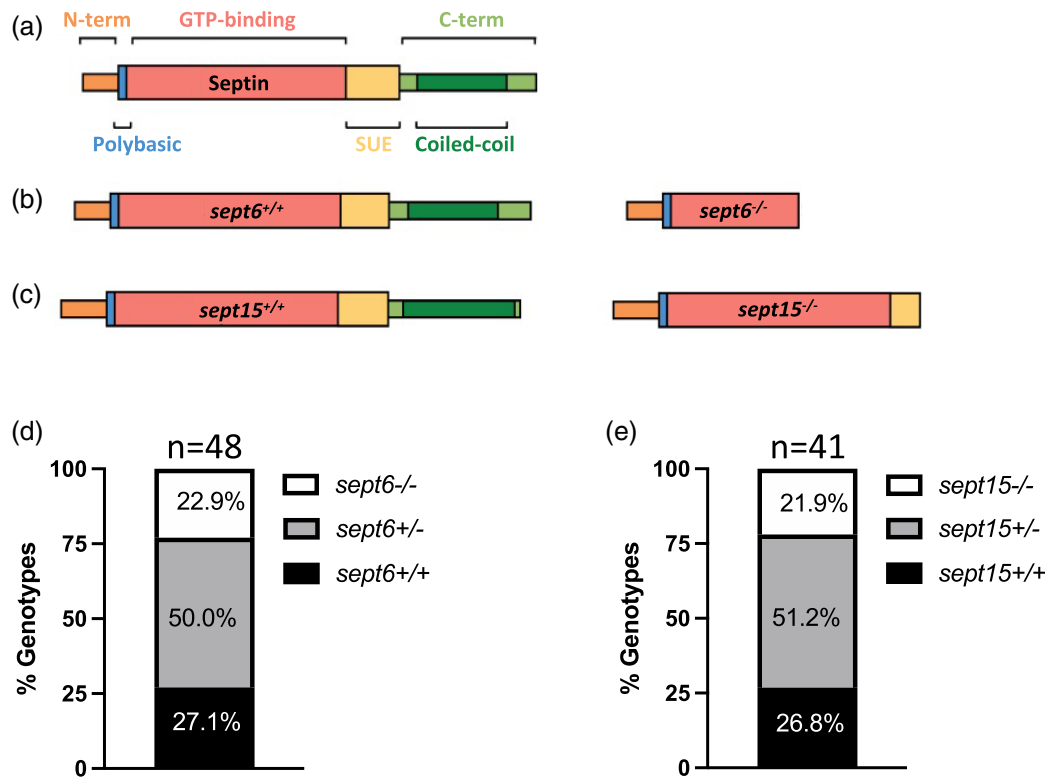 (a)
N-term GTP-binding C-term
Septin
Polybasic SUE Coiled-coil
(b)
sept6+/+ sept6-/-
(c)
sept15+/+ sept15-/-
(d)
n=48
% Genotypes
100
75
50
25
0
22.9%
50.0%
27.1%
sept6-/-
sept6+/-
sept6+/+
(e)
n=41
% Genotypes
100
75
50
25
0
21.9%
51.2%
26.8%
sept15-/-
sept15+/-
sept15+/+